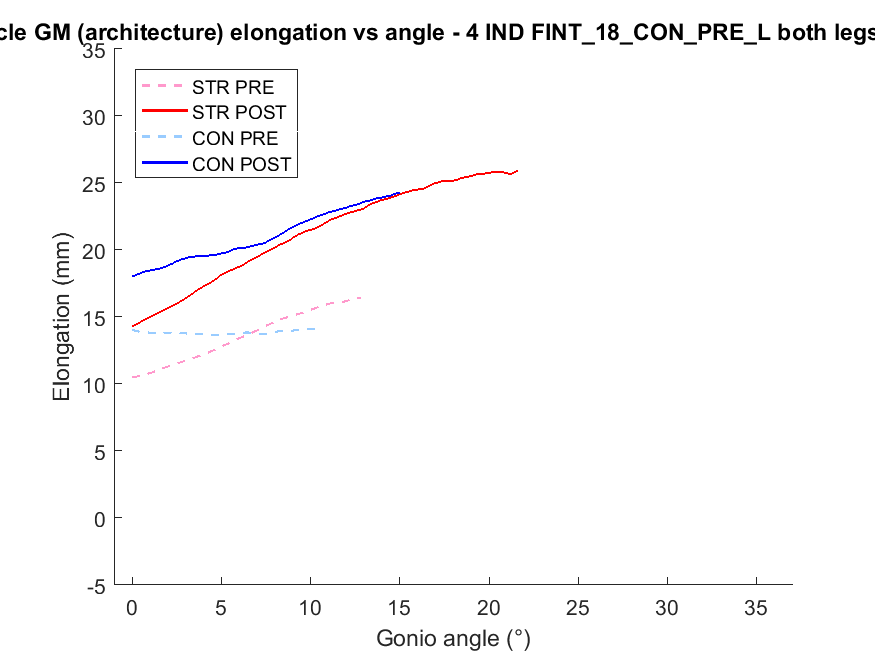 cle GM (architecture) elongation vs angle - 4 IND FINT_18_CON_PRE_L both legs
35
30
25
20
15
10
5
0
-5
STR PRE
STR POST
CON PRE
CON POST
Elongation (mm)
0 5 10 15 20 25 30 35
Gonio angle (°)